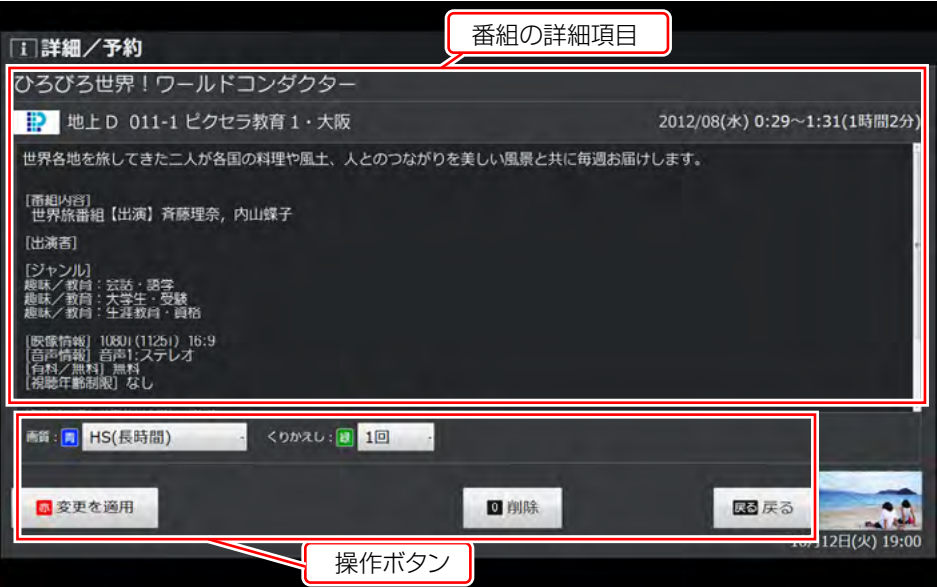 番組の詳細項目
i 詳細／予約
ひろびろ世界！ワールドコンダクター
地上D 011-1 ピクセラ教育1・大阪
2012/08(水) 0:29～1:31(1時間2分)
世界各地を旅してきた二人が各国の料理や風土、人とのつながりを美しい風景と共に毎週お届けします。
[番組内容]
世界旅番組【出演】斉藤理奈，内山蝶子
[出演者]
[ジャンル]
趣味／教育：会話・語学
趣味／教育：大学生・受験
趣味／教育：生涯教育・資格
[映像情報] 1080i(1125i) 16:9
[音声情報] 音声1:ステレオ
[有料／無料] 無料
[視聴年齢制限] なし
画質：青 HS(長時間) くりかえし：緑 1回
赤 変更を適用 0 削除 戻る 戻る
12日(火) 19:00
操作ボタン